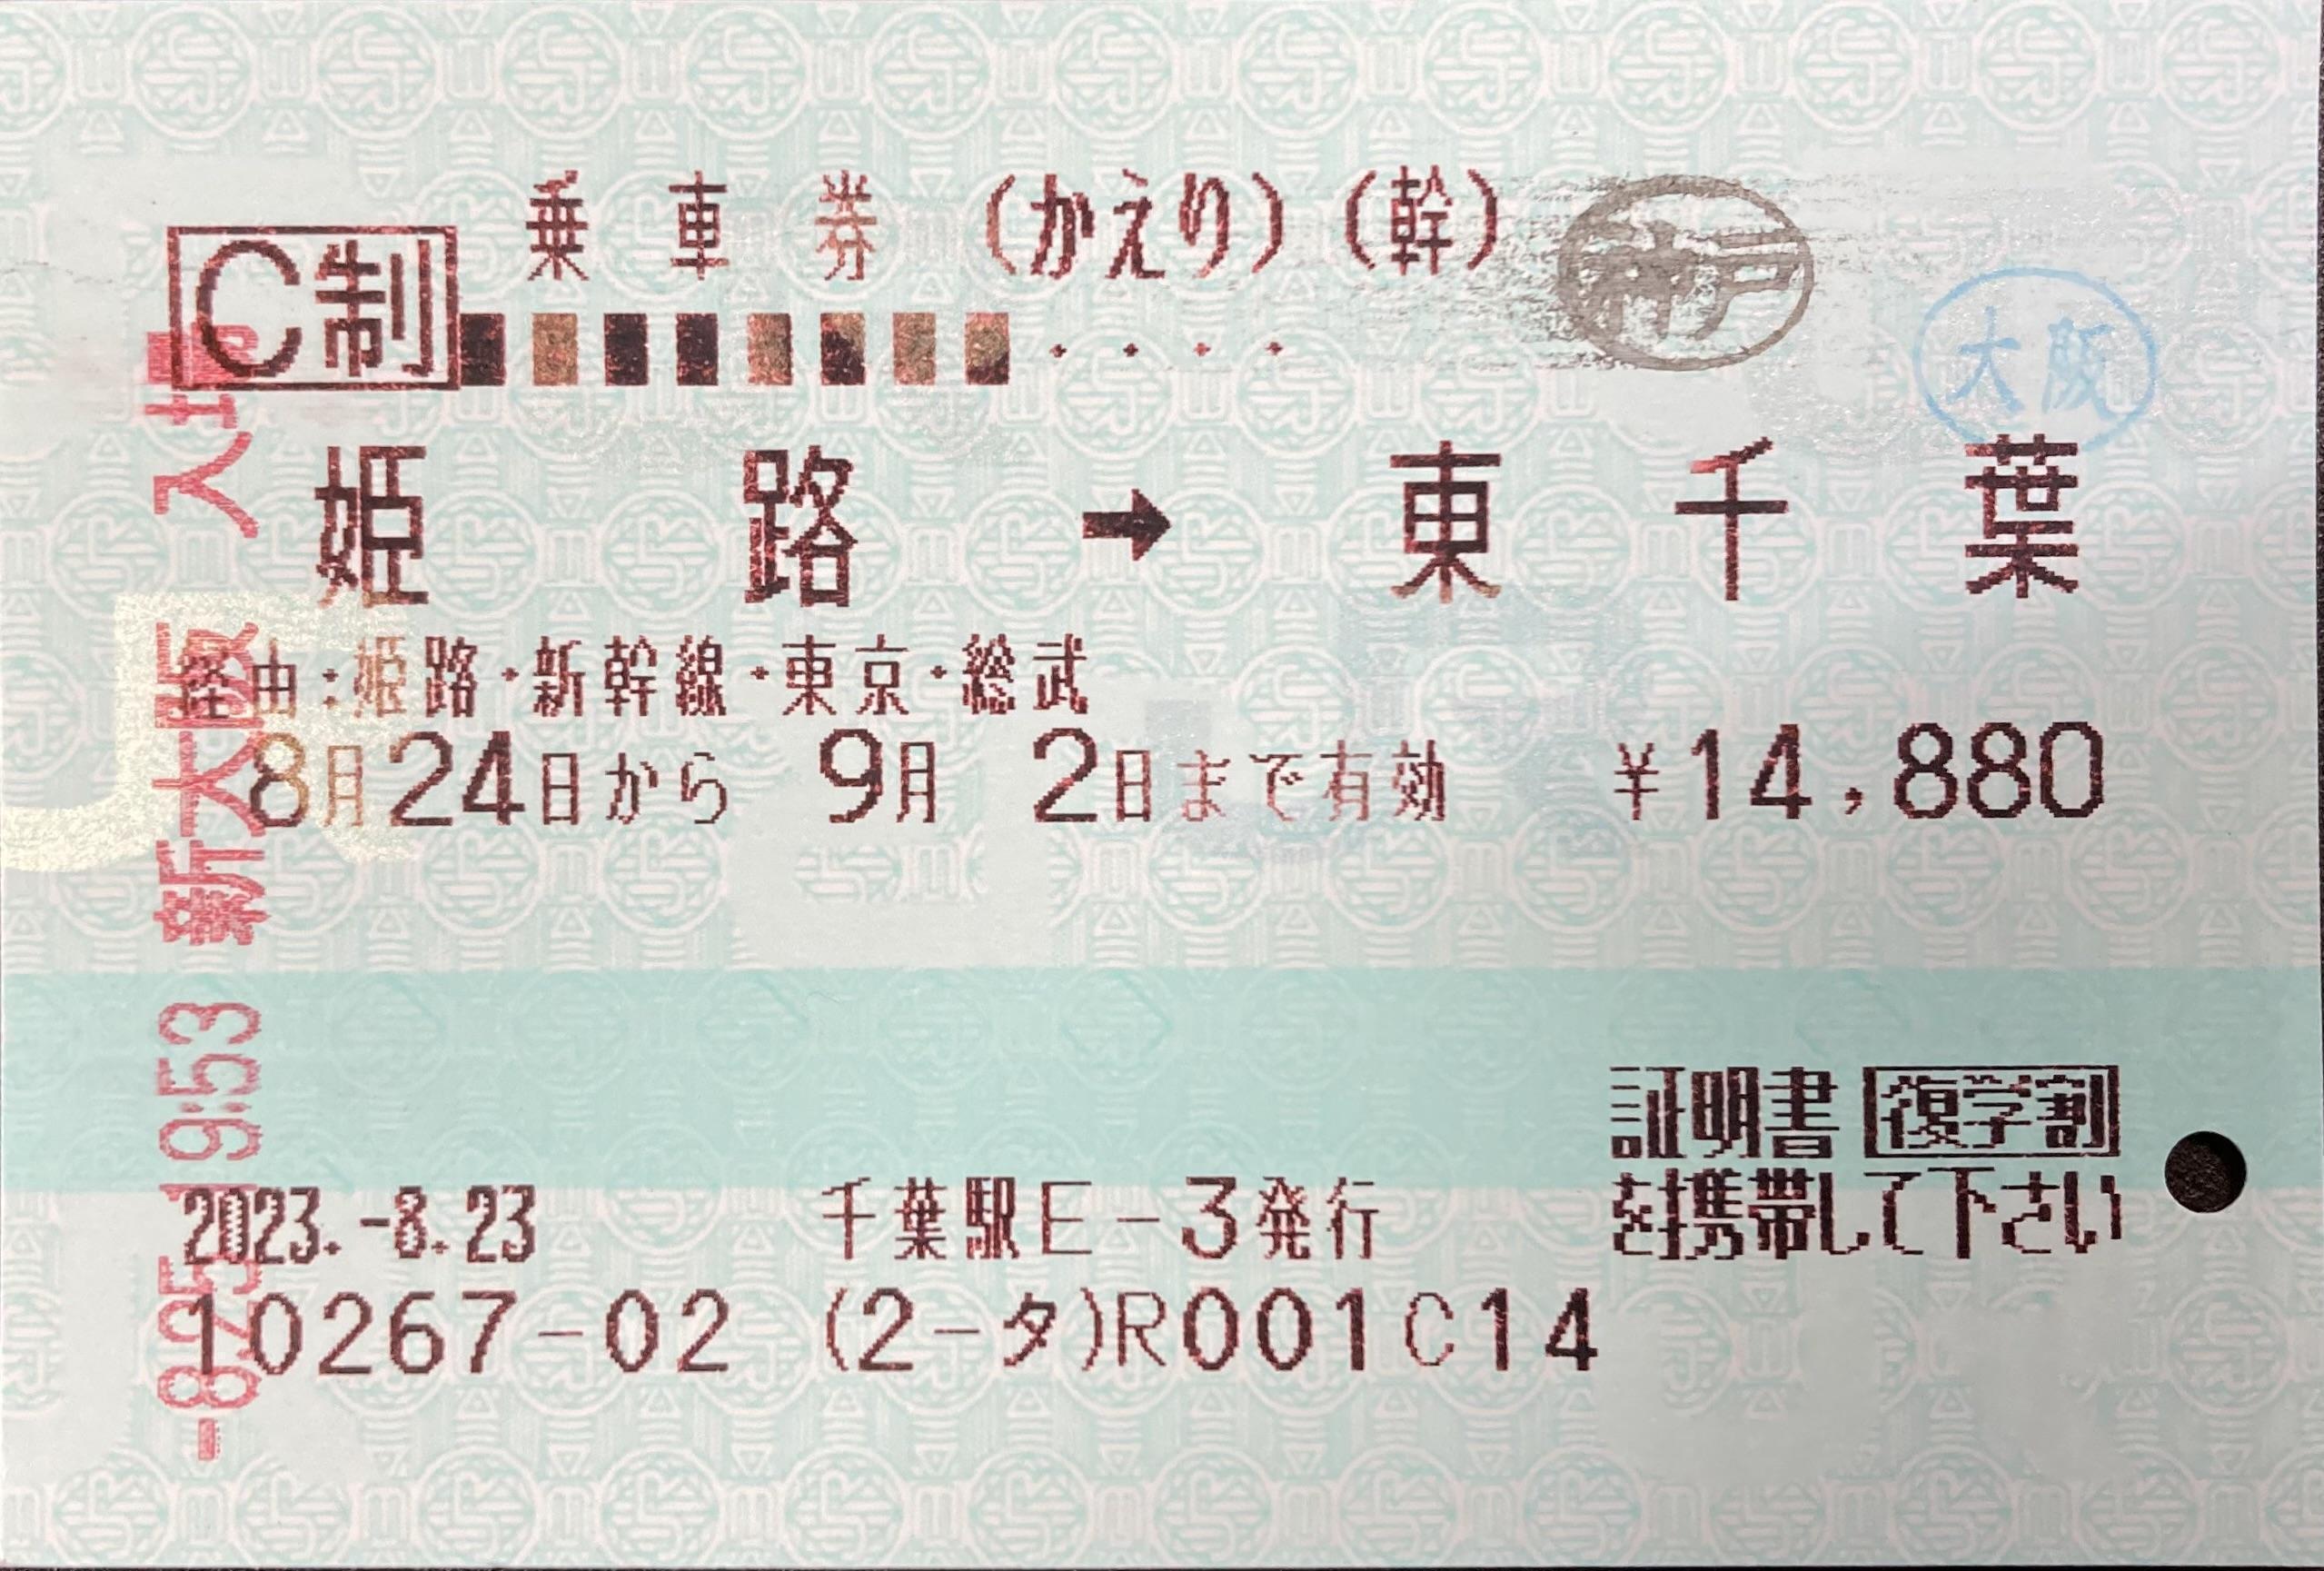 乗車券(かえり)(幹)
C制
神戸
大阪
姫路→東千葉
経由:姫路・新幹線・東京・総武
8月24日から 9月 2日まで有効 ¥14,880
証明書 復学割
を携帯して下さい
2023.-8.23 千葉駅E-3発行
10267-02 (2-タ)R001C14
-8.25 19:53 新大阪 入場